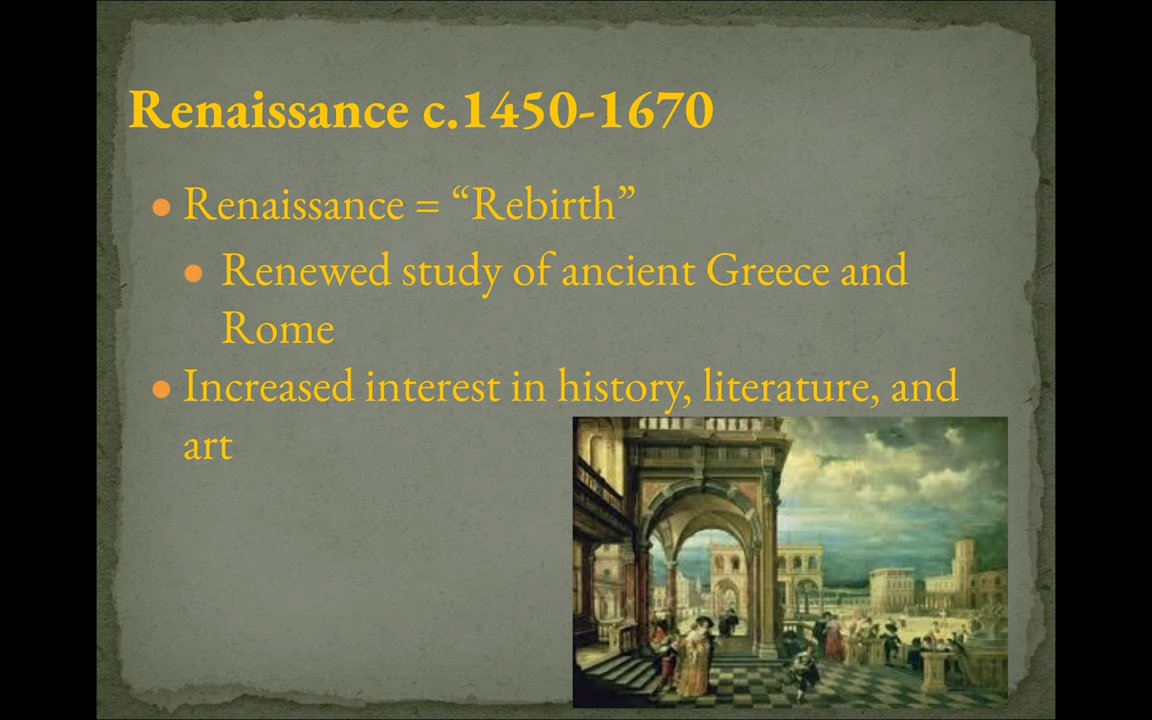 Renaissance c.1450-1670
● Renaissance = “Rebirth”
● Renewed study of ancient Greece and
Rome
● Increased interest in history, literature, and
art